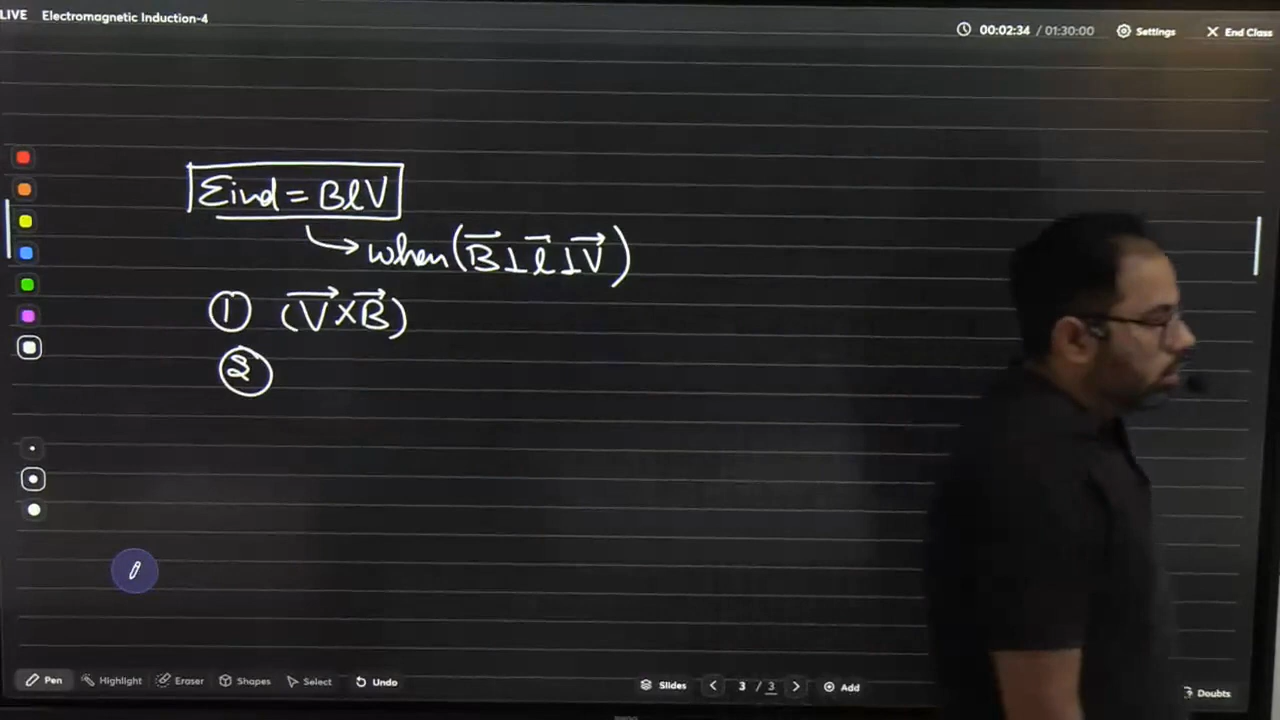 LIVE Electromagnetic Induction-4
00:02:34 / 01:30:00 Settings End Class
Ɛind = BlV
when (B⃗ ⊥ l⃗ ⊥ V⃗)
① (V⃗ × B⃗)
②
Pen Highlight Eraser Shapes Select Undo
Slides 3 / 3 Add
Doubts